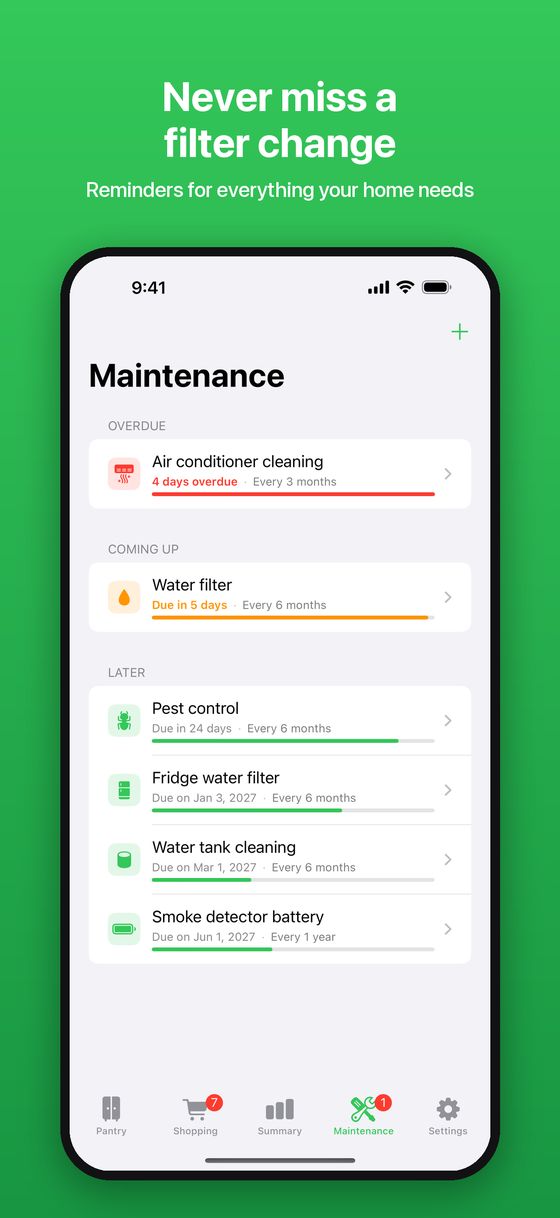 Never miss a
filter change
Reminders for everything your home needs
9:41
Maintenance
OVERDUE
Air conditioner cleaning
4 days overdue · Every 3 months
COMING UP
Water filter
Due in 5 days · Every 6 months
LATER
Pest control
Due in 24 days · Every 6 months
Fridge water filter
Due on Jan 3, 2027 · Every 6 months
Water tank cleaning
Due on Mar 1, 2027 · Every 6 months
Smoke detector battery
Due on Jun 1, 2027 · Every 1 year
7 1
Pantry Shopping Summary Maintenance Settings